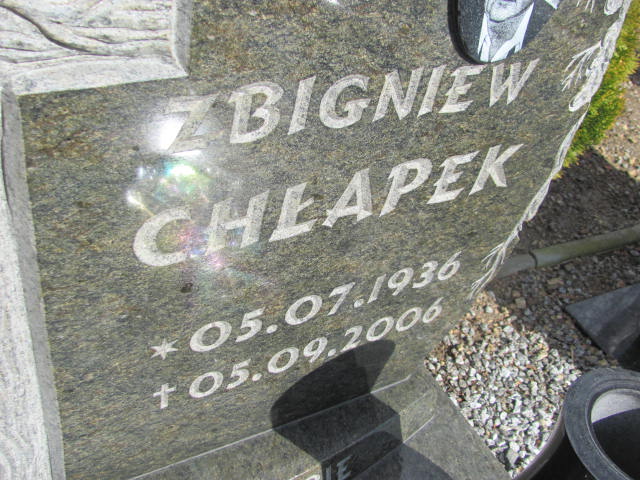 ZBIGNIEW
CHŁAPEK
* 05.07.1936
† 05.09.2006